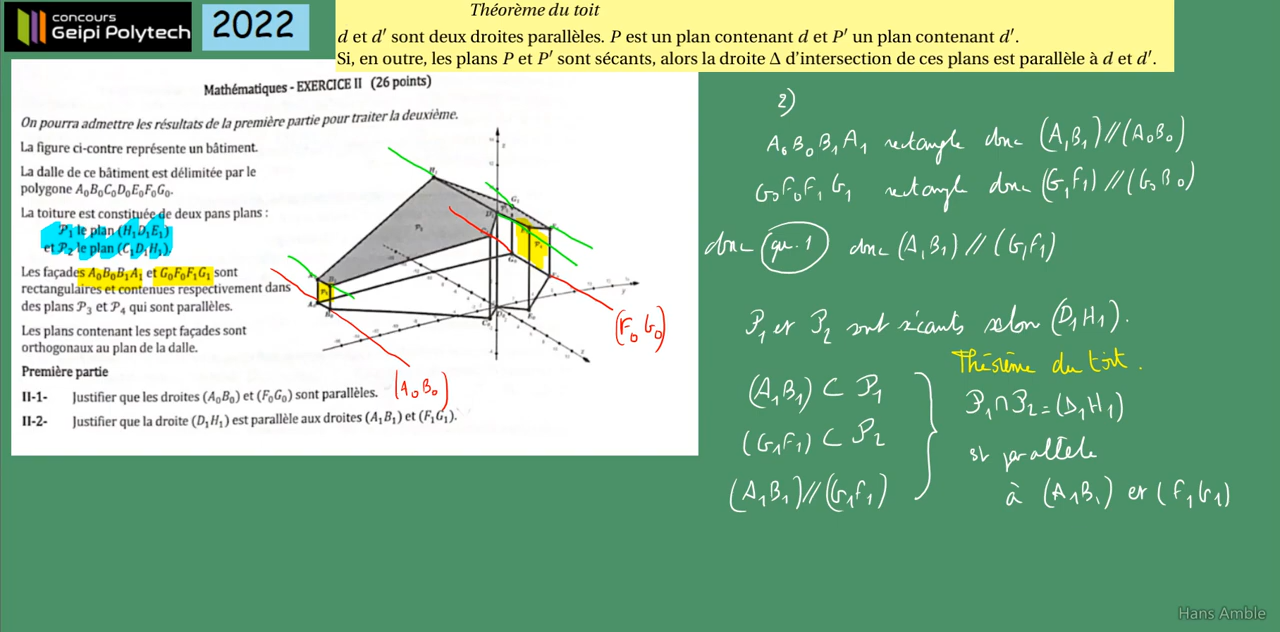 concours
Geipi Polytech
2022
Théorème du toit
d et d′ sont deux droites parallèles. P est un plan contenant d et P′ un plan contenant d′.
Si, en outre, les plans P et P′ sont sécants, alors la droite Δ d'intersection de ces plans est parallèle à d et d′.
Mathématiques - EXERCICE II (26 points)
On pourra admettre les résultats de la première partie pour traiter la deuxième.
La figure ci-contre représente un bâtiment.
La dalle de ce bâtiment est délimitée par le
polygone A₀B₀C₀D₀E₀F₀G₀.
La toiture est constituée de deux pans plans :
P₁ le plan (H₁D₁E₁)
et P₂ le plan (C₁D₁H₁).
Les façades A₀B₀B₁A₁ et G₀F₀F₁G₁ sont
rectangulaires et contenues respectivement dans
des plans P₃ et P₄ qui sont parallèles.
Les plans contenant les sept façades sont
orthogonaux au plan de la dalle.
Première partie
II-1- Justifier que les droites (A₀B₀) et (F₀G₀) sont parallèles.
II-2- Justifier que la droite (D₁H₁) est parallèle aux droites (A₁B₁) et (F₁G₁).
(A₀B₀)
(F₀G₀)
2)
A₀B₀B₁A₁ rectangle donc (A₁B₁)//(A₀B₀)
G₀F₀F₁G₁ rectangle donc (G₁F₁)//(G₀B₀)
donc (qu. 1) donc (A₁B₁)//(G₁F₁)
P₁ et P₂ sont sécants selon (D₁H₁).
Théorème du toit.
(A₁B₁) ⊂ P₁
(G₁F₁) ⊂ P₂
(A₁B₁)//(G₁F₁)
P₁∩P₂=(D₁H₁)
est parallèle
à (A₁B₁) et (F₁G₁)
Hans Amble